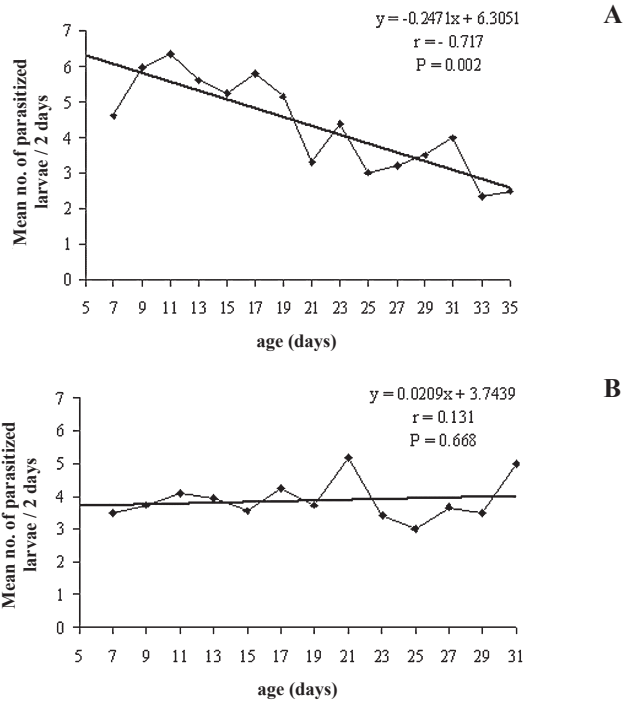 A
y = -0.2471x + 6.3051
r = - 0.717
P = 0.002
Mean no. of parasitized
larvae / 2 days
7
6
5
4
3
2
1
0
5 7 9 11 13 15 17 19 21 23 25 27 29 31 33 35
age (days)
B
y = 0.0209x + 3.7439
r = 0.131
P = 0.668
Mean no. of parasitized
larvae / 2 days
7
6
5
4
3
2
1
0
5 7 9 11 13 15 17 19 21 23 25 27 29 31
age (days)